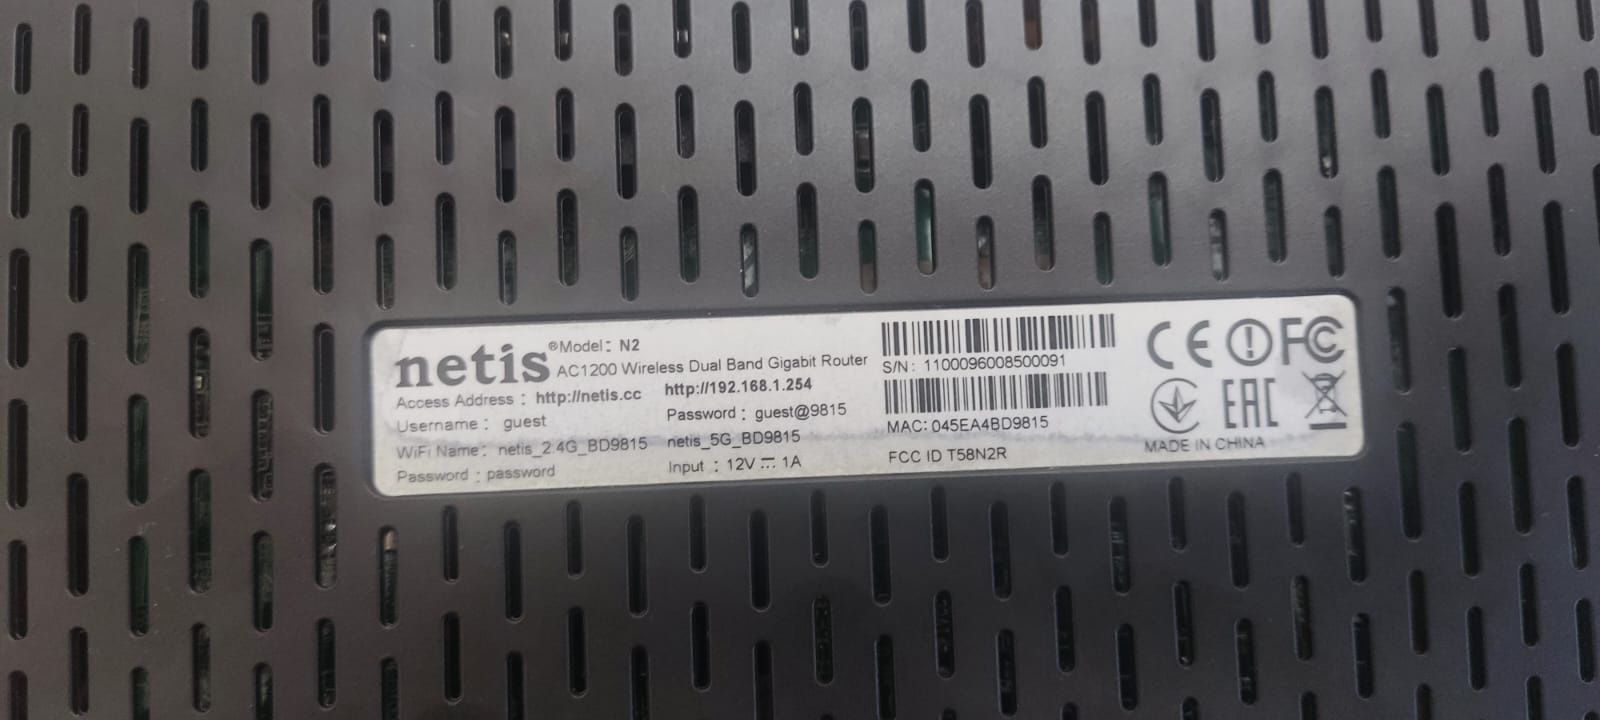 netis® Model: N2
AC1200 Wireless Dual Band Gigabit Router
Access Address : http://netis.cc http://192.168.1.254
Username : guest Password : guest@9815
WiFi Name: netis_2.4G_BD9815 netis_5G_BD9815
Password : password Input : 12V⎓1A
S/N: 1100096008500091
MAC: 045EA4BD9815
FCC ID T58N2R
CE FC
EAC
MADE IN CHINA